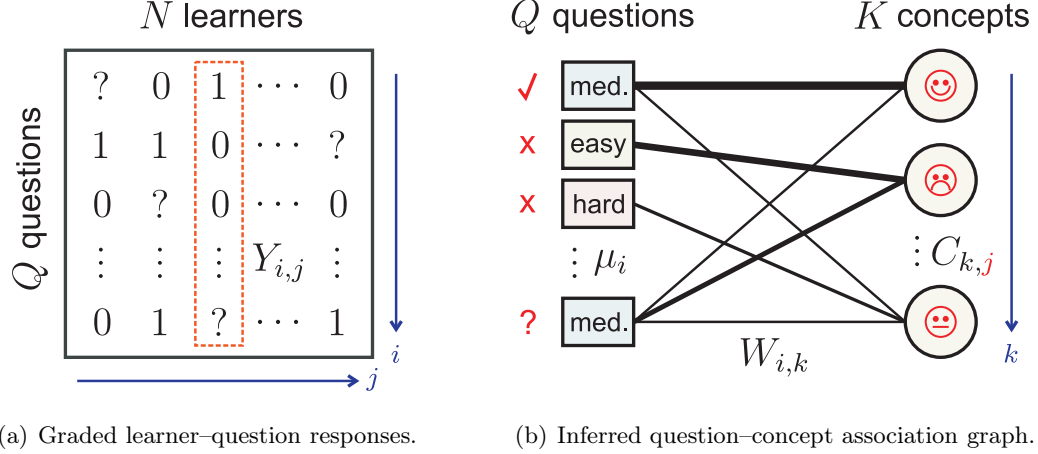 N learners
Q questions
? 0 1 ⋯ 0
1 1 0 ⋯ ?
0 ? 0 ⋯ 0
⋮ ⋮ ⋮ Y_{i,j} ⋮
0 1 ? ⋯ 1
i
j
(a) Graded learner–question responses.
Q questions
K concepts
✓ med.
x easy
x hard
⋮ μ_i
⋮ C_{k,j}
? med.
W_{i,k}
k
(b) Inferred question–concept association graph.